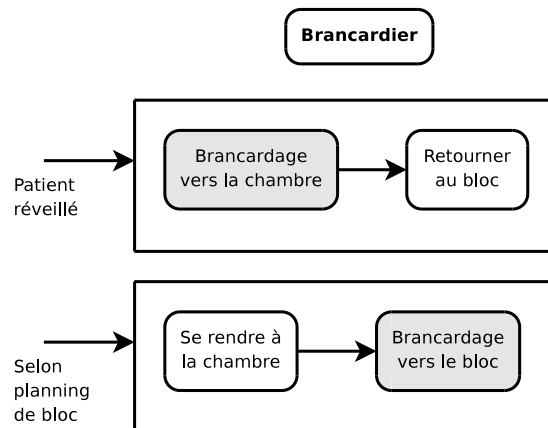 Brancardier
Brancardage
vers la chambre
Retourner
au bloc
Patient
réveillé
Se rendre à
la chambre
Brancardage
vers le bloc
Selon
planning
de bloc